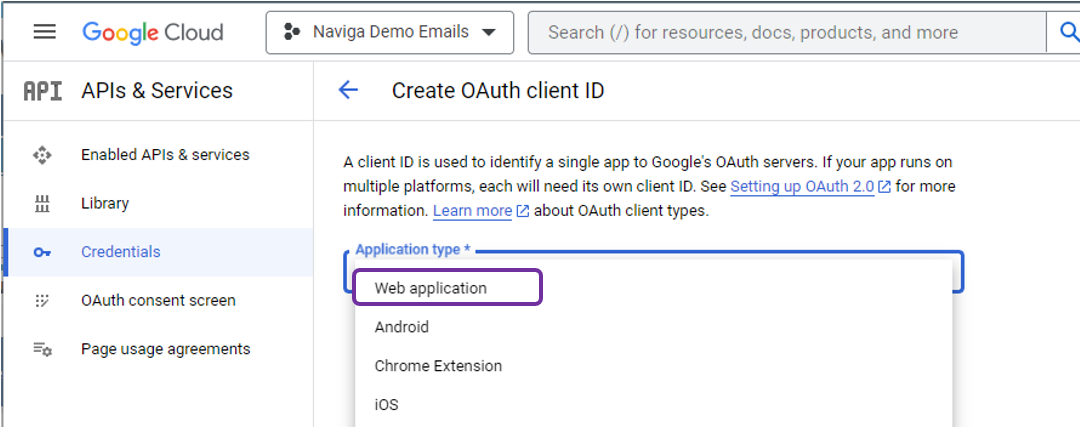 Google Cloud
Naviga Demo Emails
Search (/) for resources, docs, products, and more
API
APIs & Services
Create OAuth client ID
Enabled APIs & services
Library
Credentials
OAuth consent screen
Page usage agreements
A client ID is used to identify a single app to Google's OAuth servers. If your app runs on
multiple platforms, each will need its own client ID. See Setting up OAuth 2.0 for more
information. Learn more about OAuth client types.
Application type *
Web application
Android
Chrome Extension
iOS